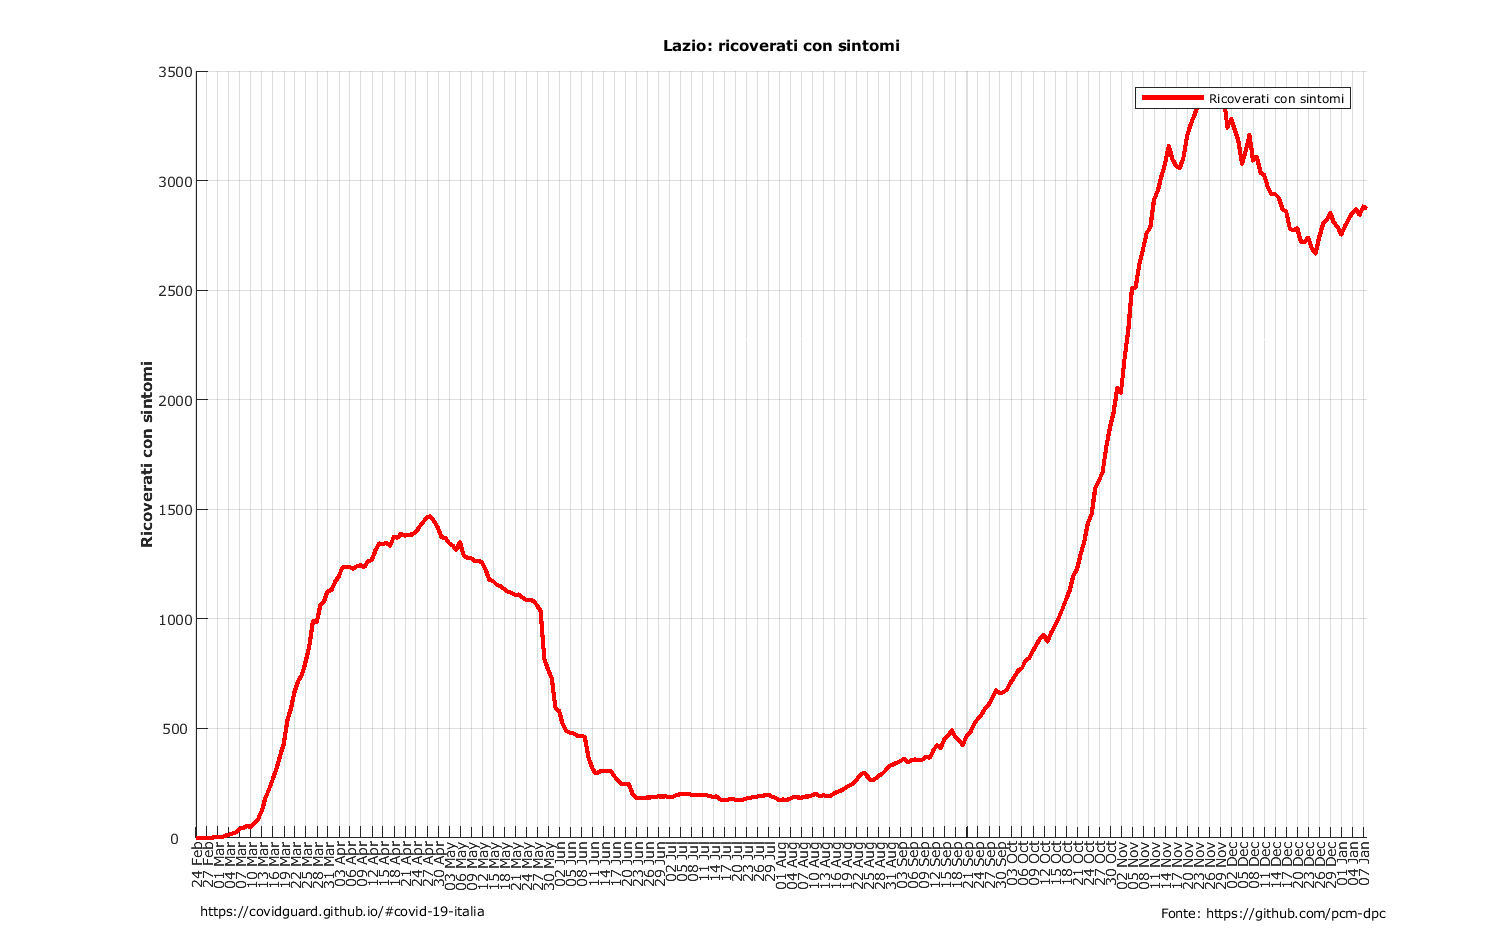 Lazio: ricoverati con sintomi
Ricoverati con sintomi
Ricoverati con sintomi
3500
3000
2500
2000
1500
1000
500
0
24 Feb
27 Feb
01 Mar
04 Mar
07 Mar
10 Mar
13 Mar
16 Mar
19 Mar
22 Mar
25 Mar
28 Mar
31 Mar
03 Apr
06 Apr
09 Apr
12 Apr
15 Apr
18 Apr
21 Apr
24 Apr
27 Apr
30 Apr
03 May
06 May
09 May
12 May
15 May
18 May
21 May
24 May
27 May
30 May
02 Jun
05 Jun
08 Jun
11 Jun
14 Jun
17 Jun
20 Jun
23 Jun
26 Jun
29 Jun
02 Jul
05 Jul
08 Jul
11 Jul
14 Jul
17 Jul
20 Jul
23 Jul
26 Jul
29 Jul
01 Aug
04 Aug
07 Aug
10 Aug
13 Aug
16 Aug
19 Aug
22 Aug
25 Aug
28 Aug
31 Aug
03 Sep
06 Sep
09 Sep
12 Sep
15 Sep
18 Sep
21 Sep
24 Sep
27 Sep
30 Sep
03 Oct
06 Oct
09 Oct
12 Oct
15 Oct
18 Oct
21 Oct
24 Oct
27 Oct
30 Oct
02 Nov
05 Nov
08 Nov
11 Nov
14 Nov
17 Nov
20 Nov
23 Nov
26 Nov
29 Nov
02 Dec
05 Dec
08 Dec
11 Dec
14 Dec
17 Dec
20 Dec
23 Dec
26 Dec
29 Dec
01 Jan
04 Jan
07 Jan
https://covidguard.github.io/#covid-19-italia
Fonte: https://github.com/pcm-dpc